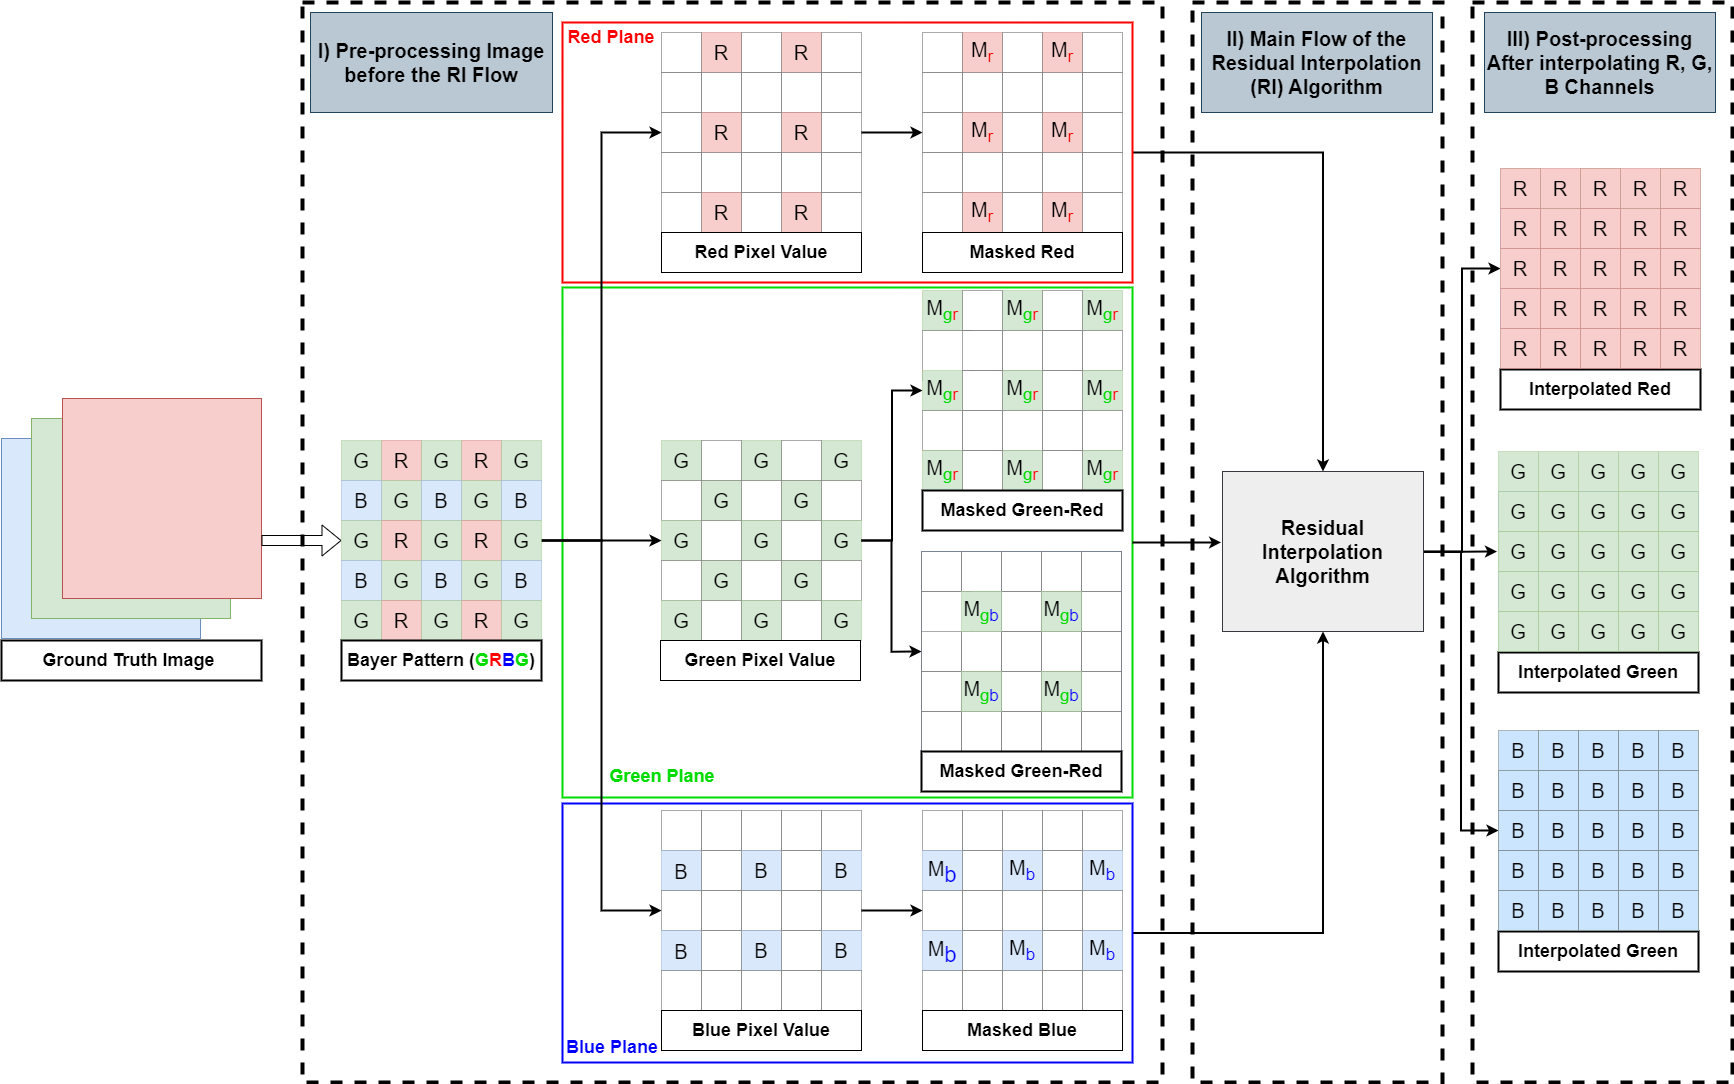 I) Pre-processing Image
before the RI Flow
Red Plane
R R
R R
R R
Red Pixel Value
Mr Mr
Mr Mr
Mr Mr
Masked Red
II) Main Flow of the
Residual Interpolation
(RI) Algorithm
III) Post-processing
After interpolating R, G,
B Channels
Ground Truth Image
G R G R G
B G B G B
G R G R G
B G B G B
G R G R G
Bayer Pattern (GRBG)
G G G
G G
G G G
G G
G G G
Green Pixel Value
Mgr Mgr Mgr
Mgr Mgr Mgr
Mgr Mgr Mgr
Masked Green-Red
Mgb Mgb
Mgb Mgb
Masked Green-Red
Green Plane
B B B
B B B
Blue Pixel Value
Mb Mb Mb
Mb Mb Mb
Masked Blue
Blue Plane
Residual
Interpolation
Algorithm
R R R R R
R R R R R
R R R R R
R R R R R
R R R R R
Interpolated Red
G G G G G
G G G G G
G G G G G
G G G G G
G G G G G
Interpolated Green
B B B B B
B B B B B
B B B B B
B B B B B
B B B B B
Interpolated Green